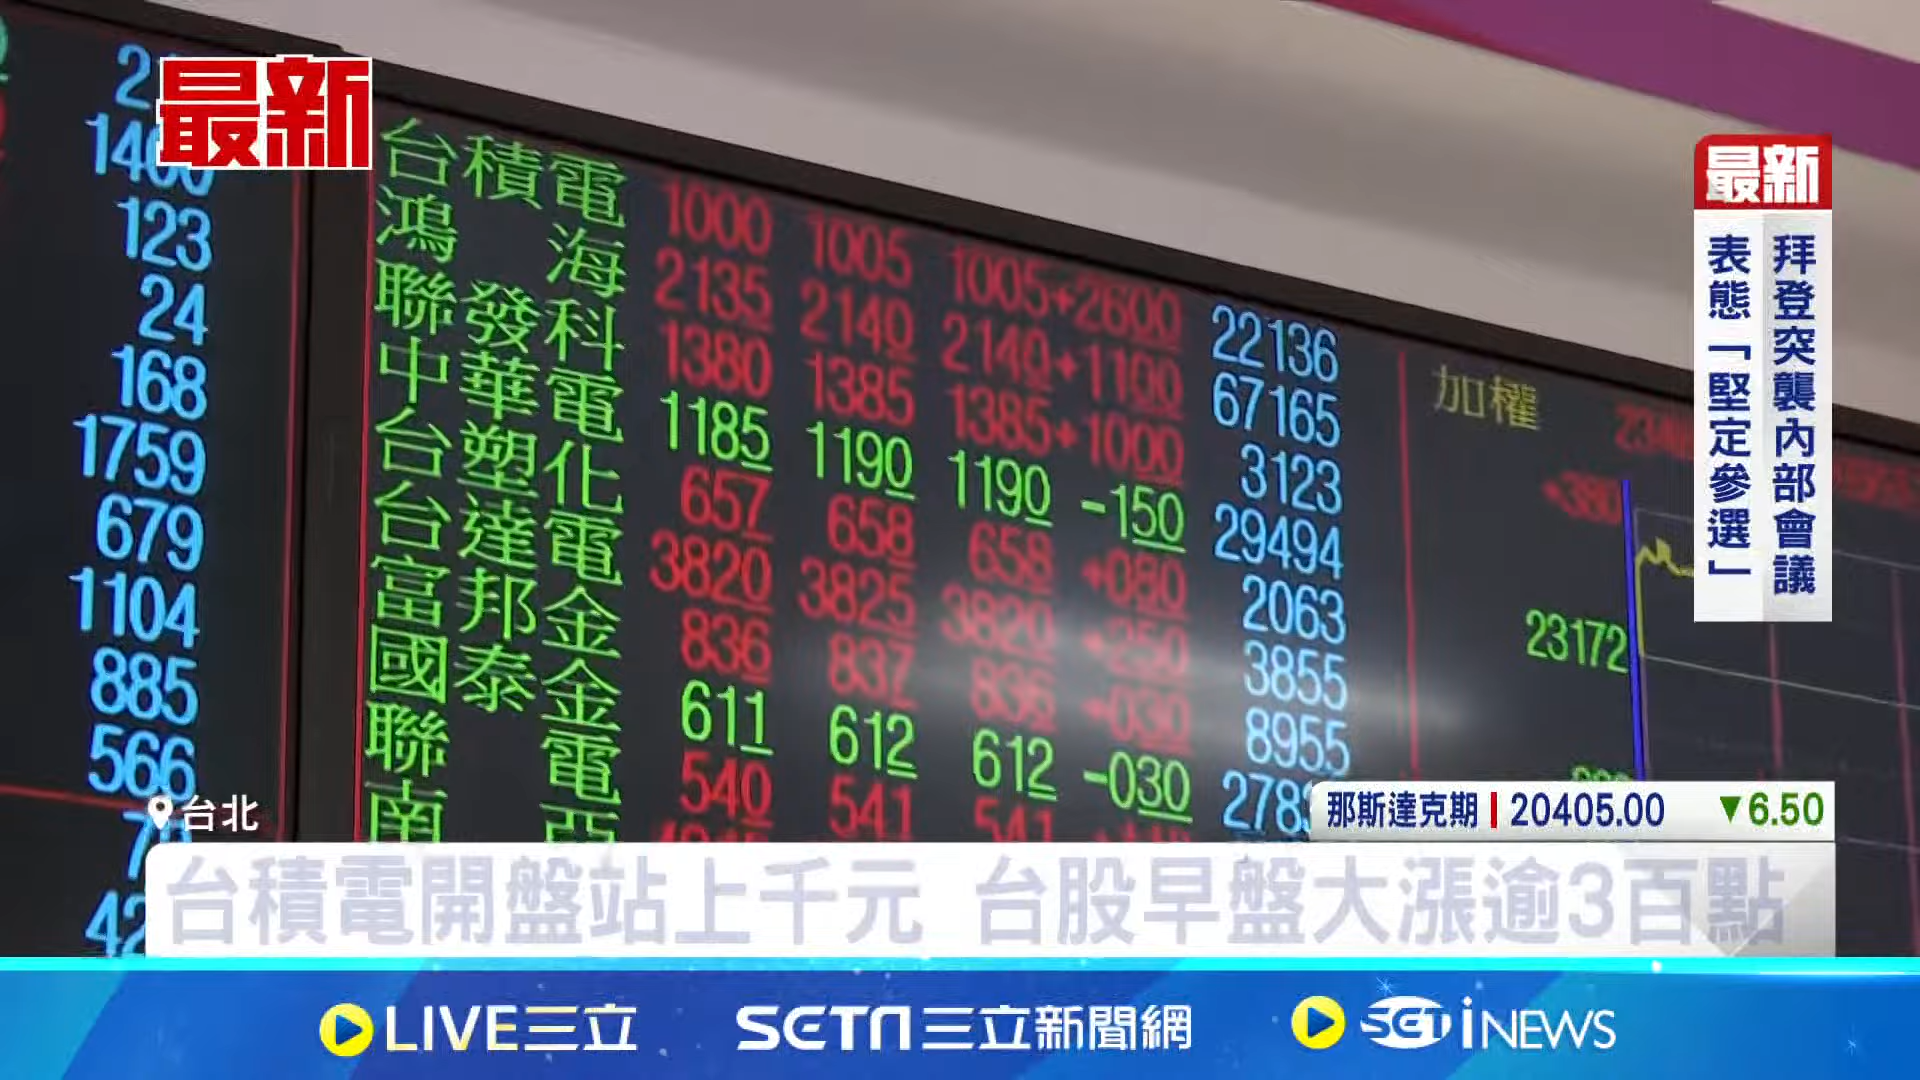 最新
台積電 1000 1005 1005 +2600 22136
鴻海 2135 2140 2140 +1100 67165
聯發科 1380 1385 1385 +1000 3123
中華電 1185 1190 1190 -150 29494
台塑化 657 658 658 +080 2063
台達電 3820 3825 3820 +250 3855
富邦金 836 837 836 +030 8955
國泰金 611 612 612 -030
聯電 540 541 541
南亞
123
24
168
1759
679
1104
885
566
加權
+380
23172
最新
拜登突襲內部會議
表態「堅定參選」
台北
那斯達克期 20405.00 ▼6.50
台積電開盤站上千元 台股早盤大漲逾3百點
LIVE三立
SETN三立新聞網
SET iNEWS